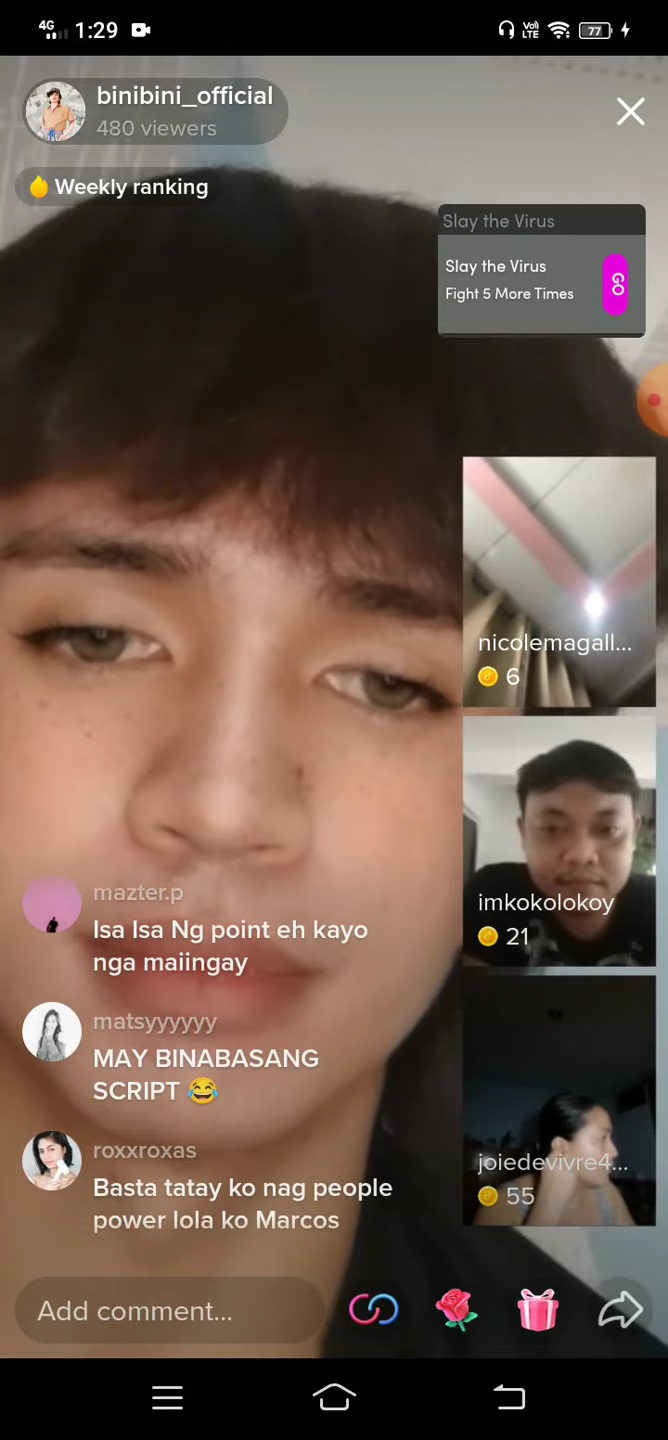 4G 1:29 Vo) LTE 77
binibini_official
480 viewers
Weekly ranking
Slay the Virus
Slay the Virus
Fight 5 More Times
GO
nicolemagall...
6
imkokolokoy
21
mazter.p
Isa Isa Ng point eh kayo
nga maiingay
matsyyyyyy
MAY BINABASANG
SCRIPT 😂
roxxroxas
Basta tatay ko nag people
power lola ko Marcos
joiedevivre4...
55
Add comment...